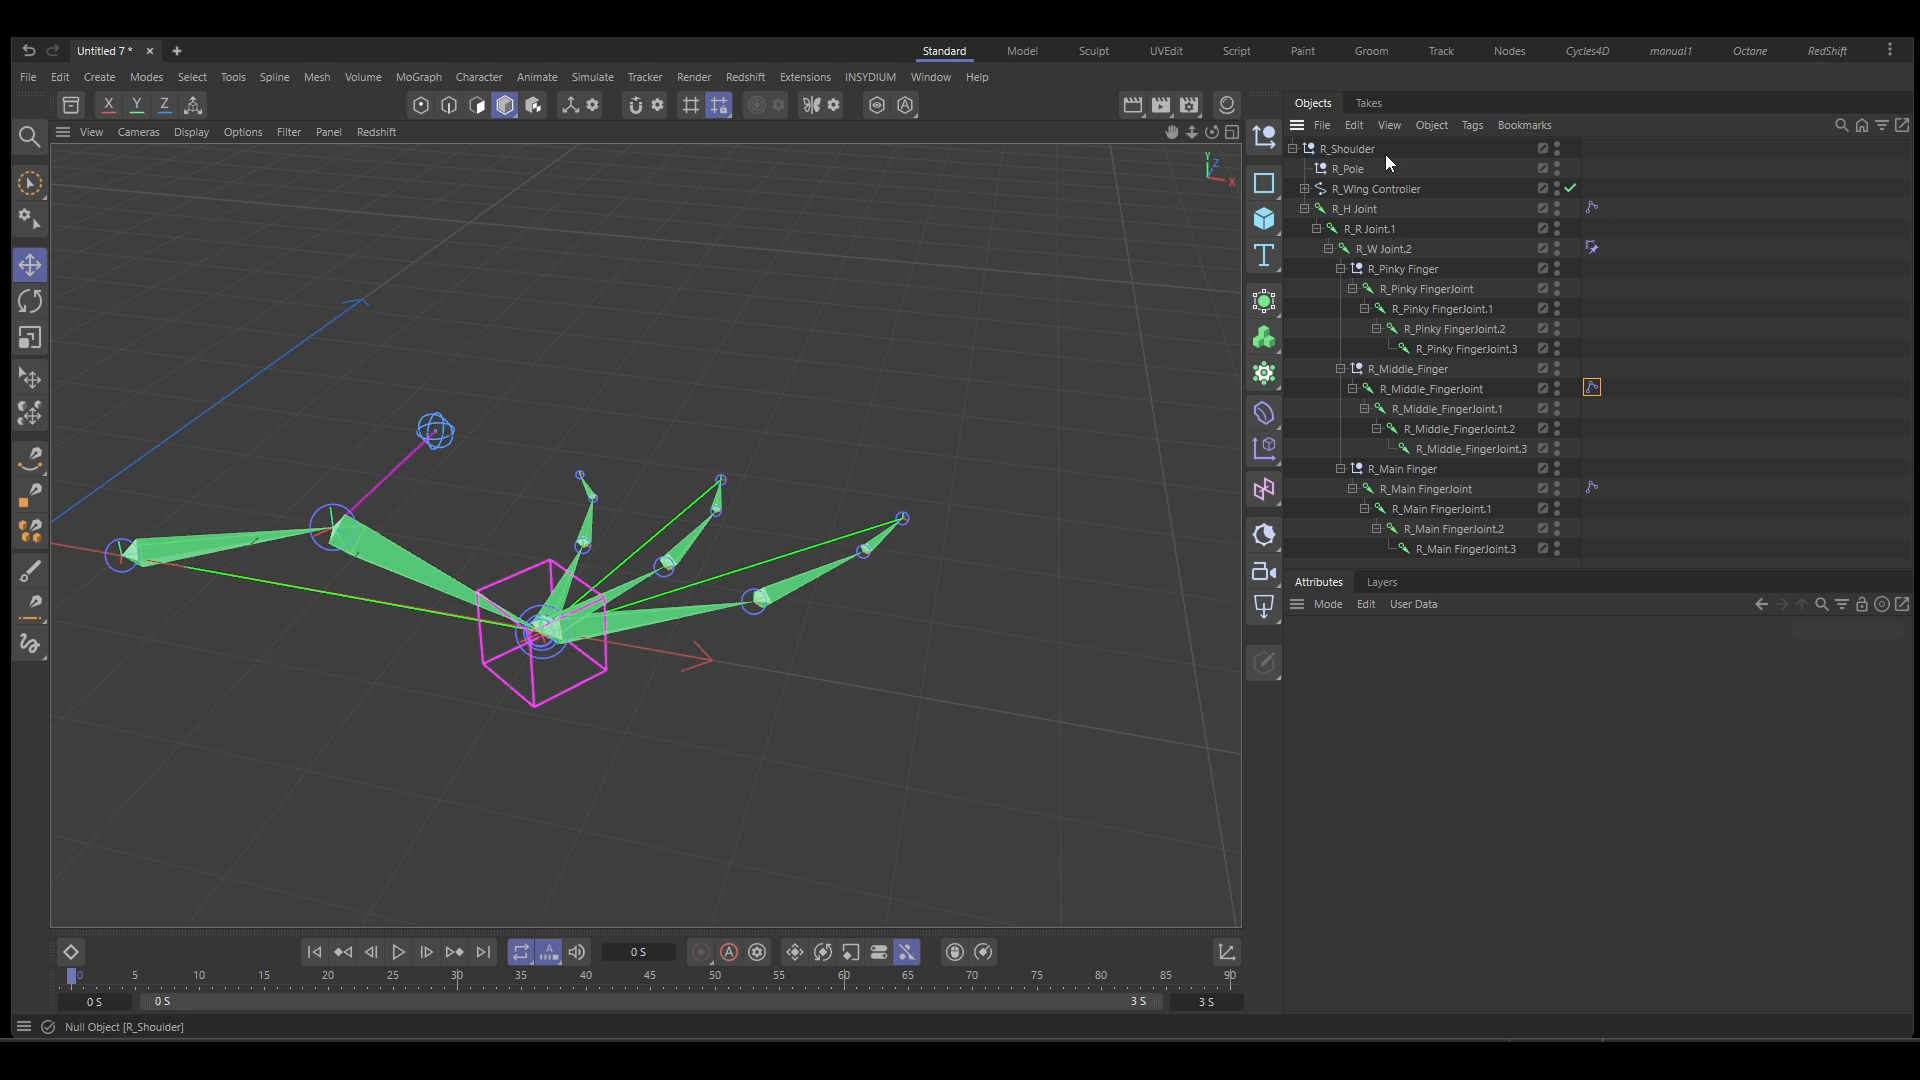 Untitled 7 *
Standard Model Sculpt UVEdit Script Paint Groom Track Nodes Cycles4D manual1 Octane RedShift
File Edit Create Modes Select Tools Spline Mesh Volume MoGraph Character Animate Simulate Tracker Render Redshift Extensions INSYDIUM Window Help
X Y Z
Objects Takes
File Edit View Object Tags Bookmarks
View Cameras Display Options Filter Panel Redshift
Y
Z
X
R_Shoulder
R_Pole
R_WIng Controller
R_H Joint
R_R Joint.1
R_W Joint.2
R_Pinky Finger
R_Pinky FingerJoint
R_Pinky FingerJoint.1
R_Pinky FingerJoint.2
R_Pinky FingerJoint.3
R_Middle_Finger
R_Middle_FingerJoint
R_Middle_FingerJoint.1
R_Middle_FingerJoint.2
R_Middle_FingerJoint.3
R_Main Finger
R_Main FingerJoint
R_Main FingerJoint.1
R_Main FingerJoint.2
R_Main FingerJoint.3
Attributes Layers
Mode Edit User Data
0 S
0 5 10 15 20 25 30 35 40 45 50 55 60 65 70 75 80 85 90
0 S 0 S 3 S 3 S
Null Object [R_Shoulder]